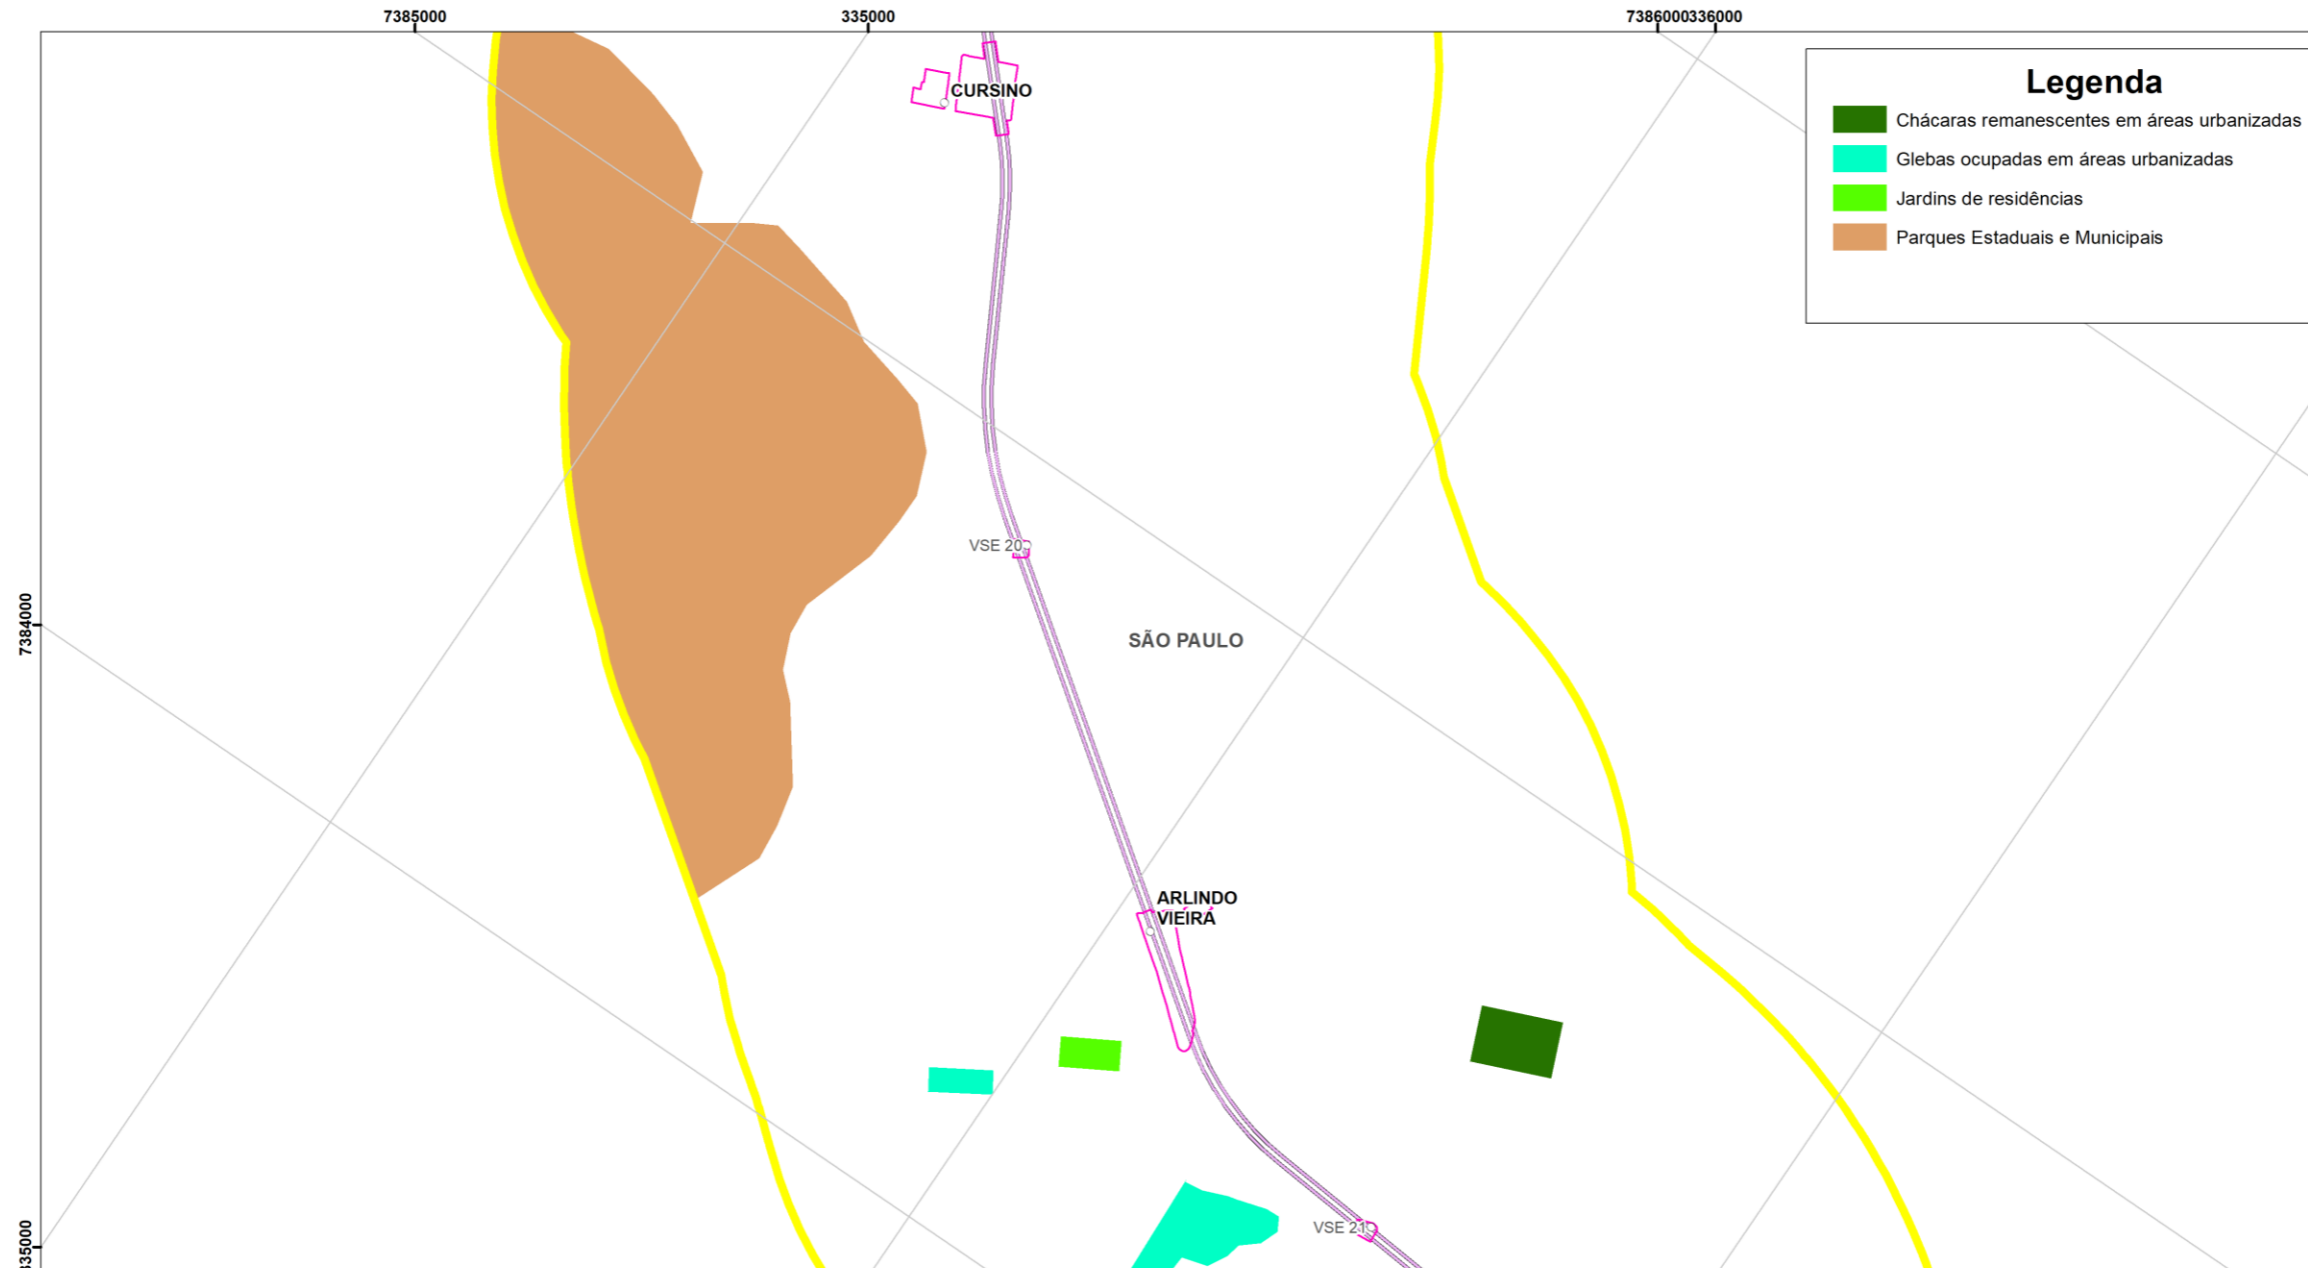 7385000
335000
7386000336000
Legenda
Chácaras remanescentes em áreas urbanizadas
Glebas ocupadas em áreas urbanizadas
Jardins de residências
Parques Estaduais e Municipais
CURSINO
VSE 20
7384000
SÃO PAULO
ARLINDO
VIEIRA
VSE 21
35000